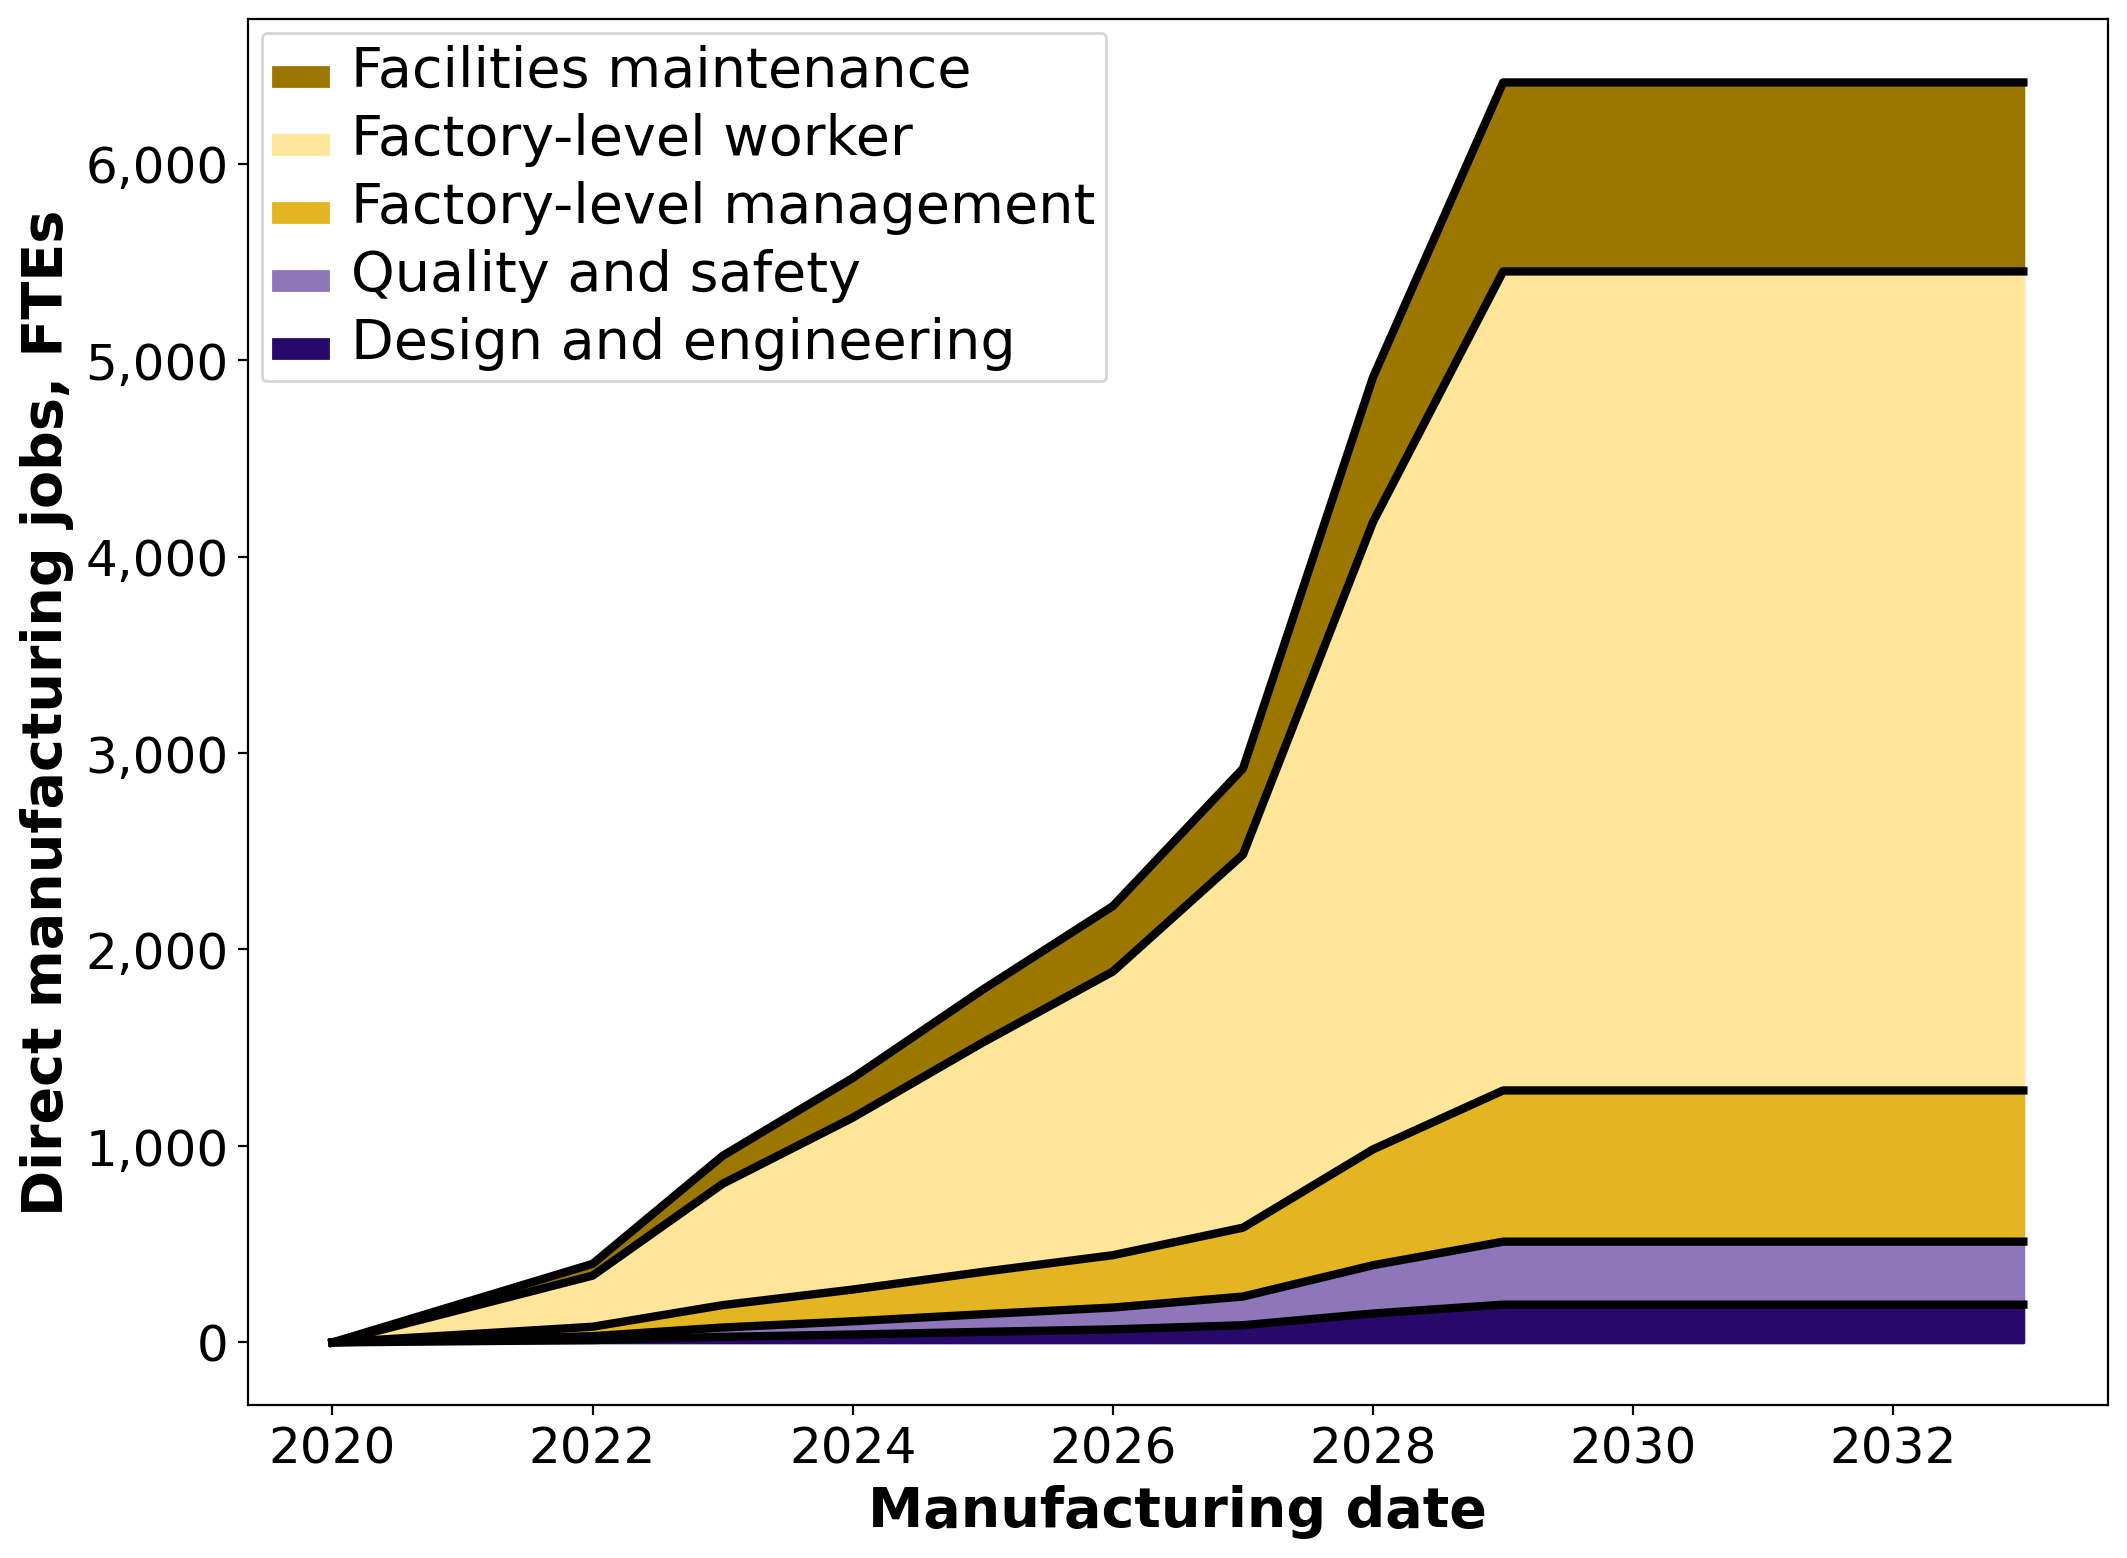 Facilities maintenance
Factory-level worker
Factory-level management
Quality and safety
Design and engineering
Direct manufacturing jobs, FTEs
6,000
5,000
4,000
3,000
2,000
1,000
0
2020 2022 2024 2026 2028 2030 2032
Manufacturing date